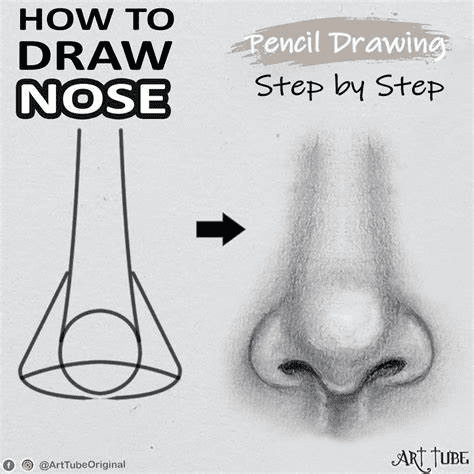 HOW TO
DRAW
NOSE
Pencil Drawing
Step by Step
@ArtTubeOriginal
ART TUBE